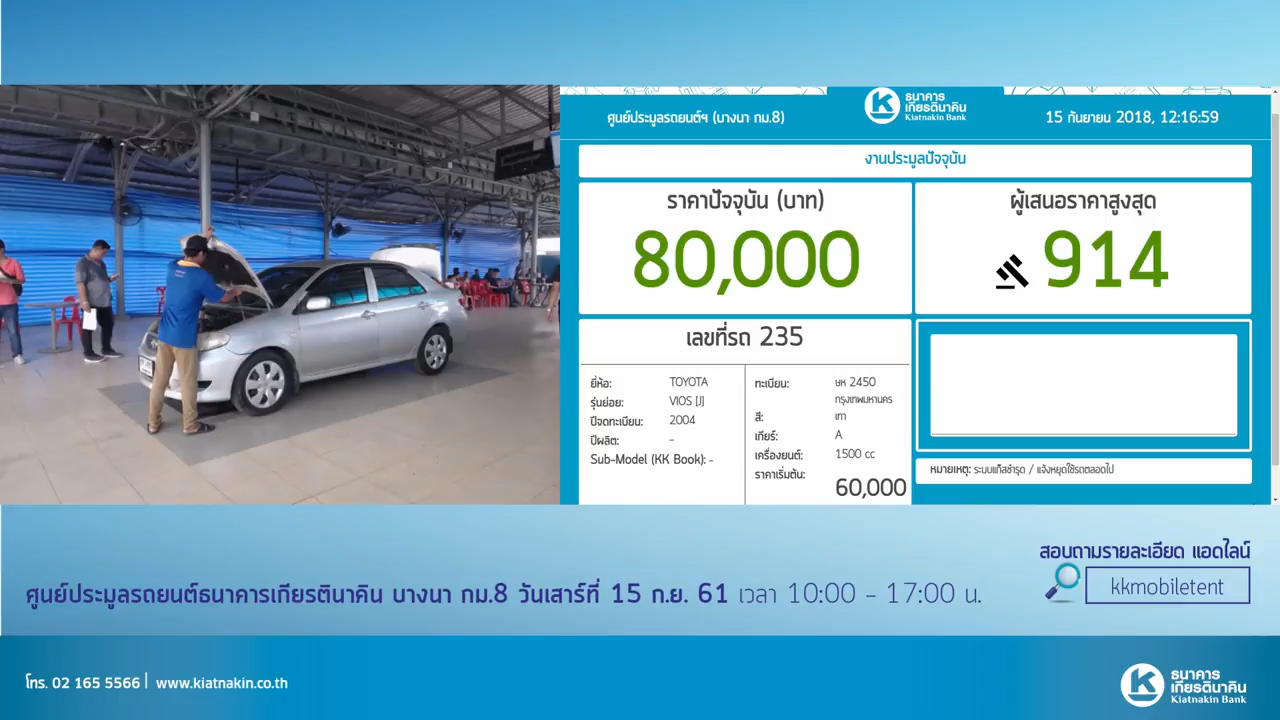 ศูนย์ประมูลรถยนต์ฯ (บางนา กม.8)
ธนาคาร
เกียรตินาคิน
Kiatnakin Bank
15 กันยายน 2018, 12:16:59
งานประมูลปัจจุบัน
ราคาปัจจุบัน (บาท)
80,000
ผู้เสนอราคาสูงสุด
914
เลขที่รถ 235
ยี่ห้อ: TOYOTA
รุ่นย่อย: VIOS [J]
ปีจดทะเบียน: 2004
ปีผลิต: -
Sub-Model (KK Book): -
ทะเบียน: ษห 2450
กรุงเทพมหานคร
สี: เทา
เกียร์: A
เครื่องยนต์: 1500 cc
ราคาเริ่มต้น: 60,000
หมายเหตุ: ระบบแก๊สชำรุด / แจ้งหยุดใช้รถตลอดไป
สอบถามรายละเอียด แอดไลน์
kkmobiletent
ศูนย์ประมูลรถยนต์ธนาคารเกียรตินาคิน บางนา กม.8 วันเสาร์ที่ 15 ก.ย. 61 เวลา 10:00 - 17:00 น.
โทร. 02 165 5566 | www.kiatnakin.co.th
ธนาคาร
เกียรตินาคิน
Kiatnakin Bank